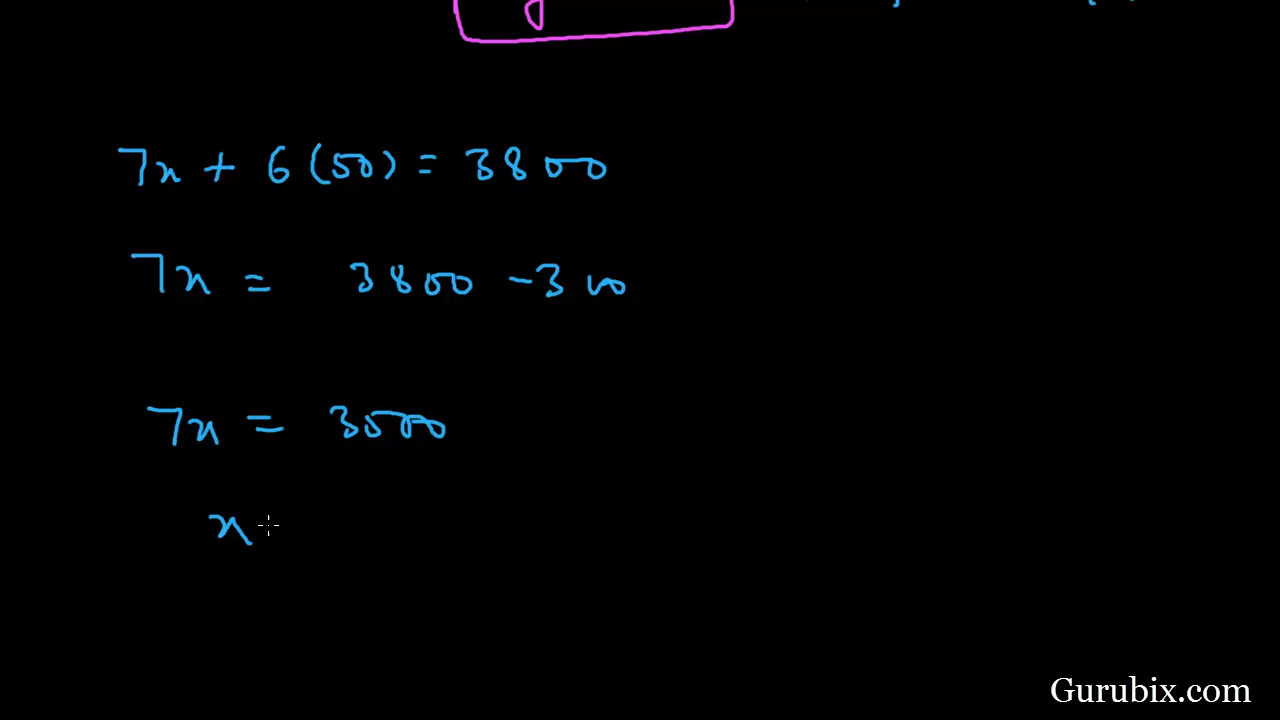 7x + 6(50) = 3800
7x = 3800 - 300
7x = 3500
x
Gurubix.com